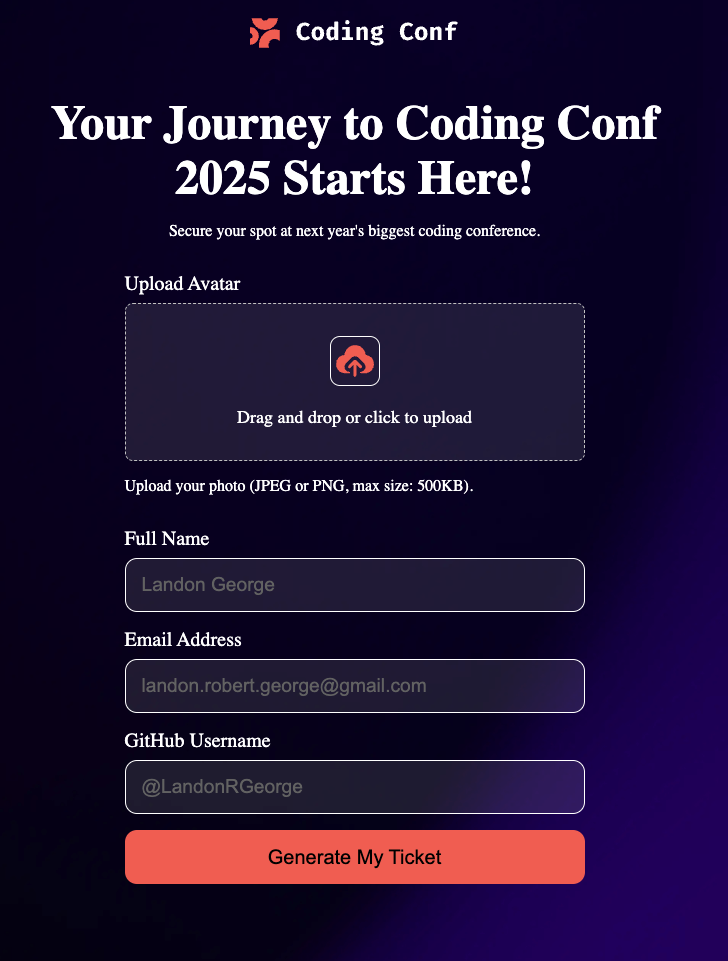 Coding Conf
Your Journey to Coding Conf
2025 Starts Here!
Secure your spot at next year's biggest coding conference.
Upload Avatar
Drag and drop or click to upload
Upload your photo (JPEG or PNG, max size: 500KB).
Full Name
Landon George
Email Address
landon.robert.george@gmail.com
GitHub Username
@LandonRGeorge
Generate My Ticket